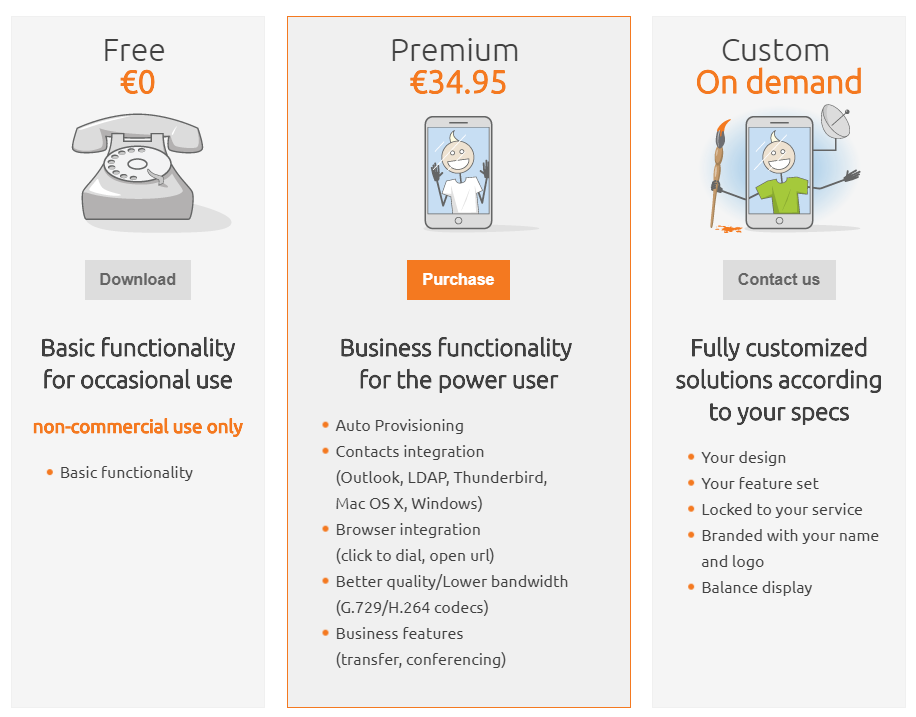 Free
€0
Download
Basic functionality
for occasional use
non-commercial use only
Basic functionality
Premium
€34.95
Purchase
Business functionality
for the power user
Auto Provisioning
Contacts integration
(Outlook, LDAP, Thunderbird,
Mac OS X, Windows)
Browser integration
(click to dial, open url)
Better quality/Lower bandwidth
(G.729/H.264 codecs)
Business features
(transfer, conferencing)
Custom
On demand
Contact us
Fully customized
solutions according
to your specs
Your design
Your feature set
Locked to your service
Branded with your name
and logo
Balance display